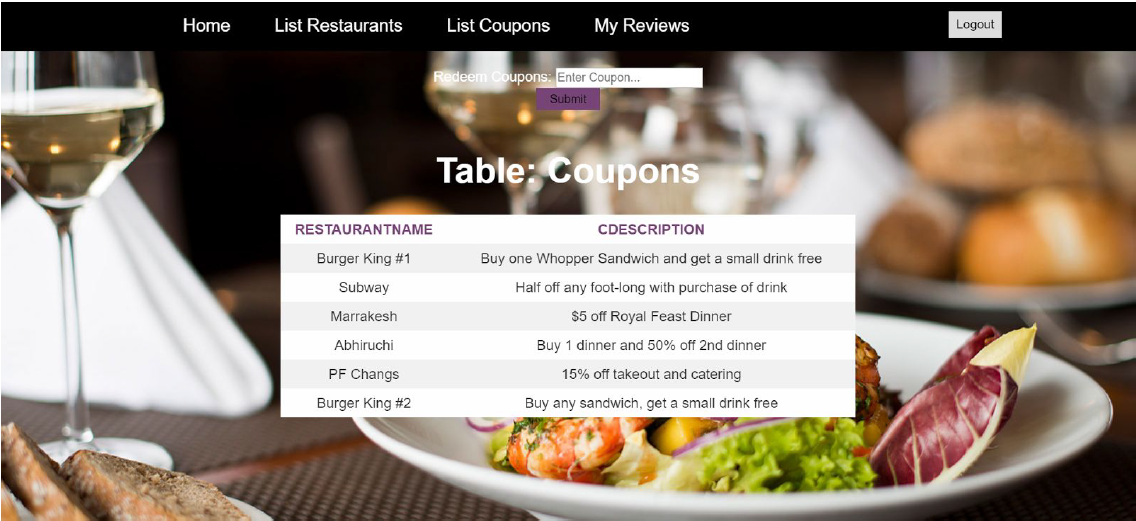 Home List Restaurants List Coupons My Reviews Logout
Redeem Coupons: Enter Coupon...
Submit
Table: Coupons
RESTAURANTNAME CDESCRIPTION
Burger King #1 Buy one Whopper Sandwich and get a small drink free
Subway Half off any foot-long with purchase of drink
Marrakesh $5 off Royal Feast Dinner
Abhiruchi Buy 1 dinner and 50% off 2nd dinner
PF Changs 15% off takeout and catering
Burger King #2 Buy any sandwich, get a small drink free